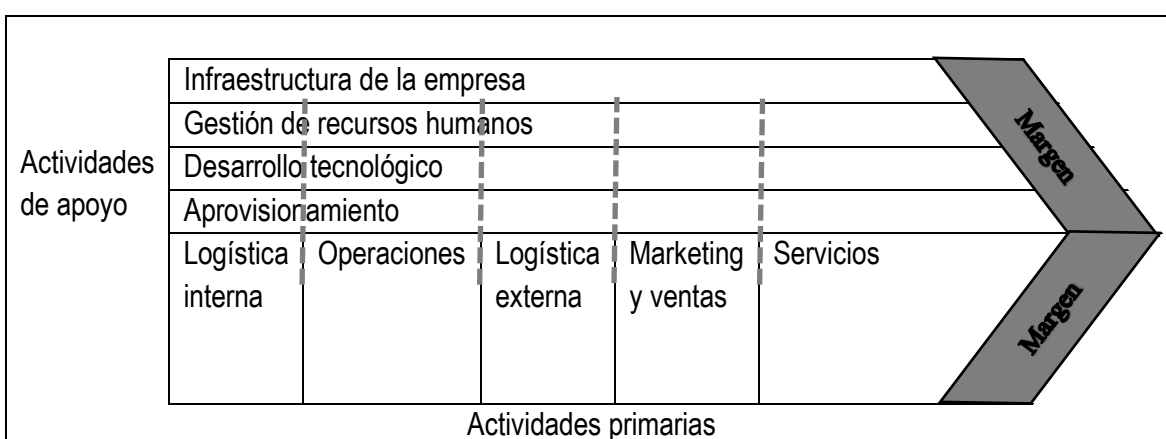 Infraestructura de la empresa
Gestión de recursos humanos
Actividades
de apoyo
Desarrollo tecnológico
Aprovisionamiento
Margen
Logística
interna
Operaciones
Logística
externa
Marketing
y ventas
Servicios
Margen
Actividades primarias